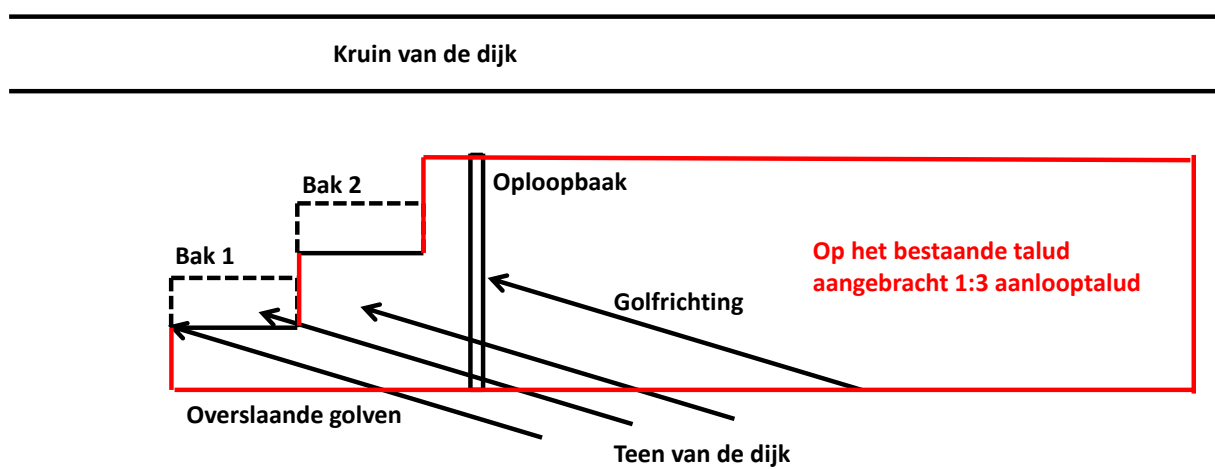 Kruin van de dijk
Bak 2
Oploopbaak
Bak 1
Op het bestaande talud
aangebracht 1:3 aanlooptalud
Golfrichting
Overslaande golven
Teen van de dijk